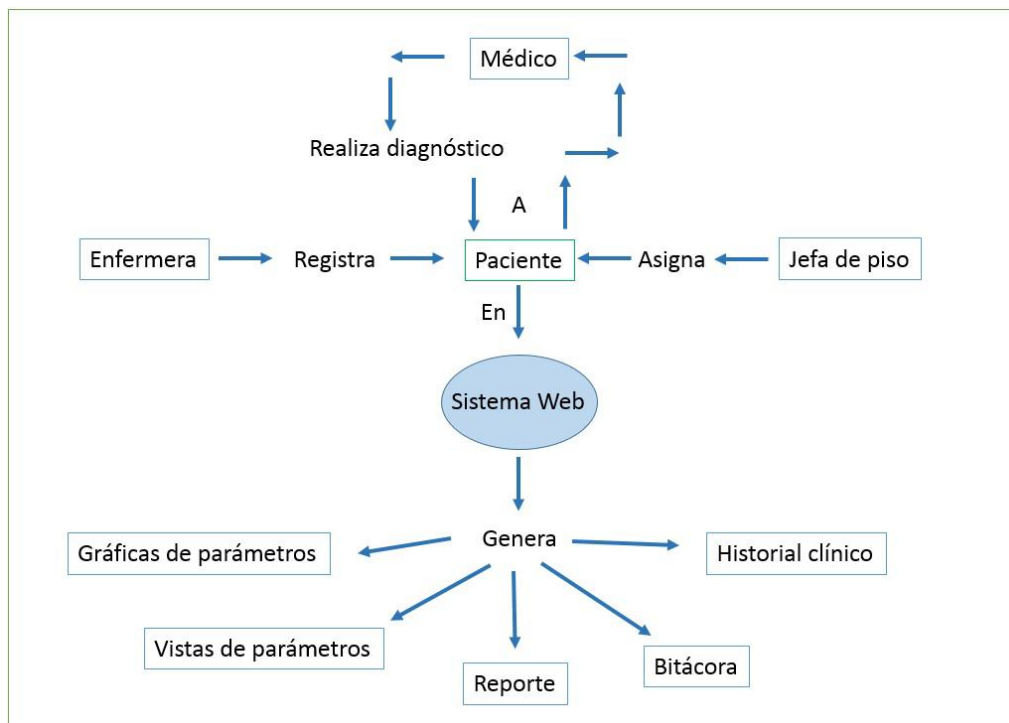 Médico
Realiza diagnóstico
A
Enfermera
Registra
Paciente
Asigna
Jefa de piso
En
Sistema Web
Genera
Gráficas de parámetros
Historial clínico
Vistas de parámetros
Bitácora
Reporte